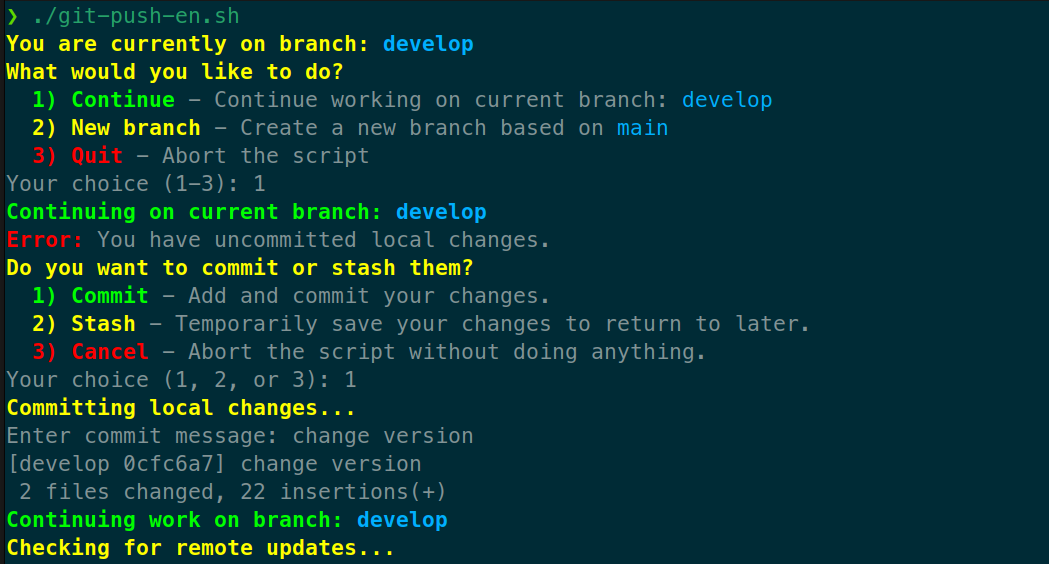 ❯ ./git-push-en.sh
You are currently on branch: develop
What would you like to do?
  1) Continue – Continue working on current branch: develop
  2) New branch – Create a new branch based on main
  3) Quit – Abort the script
Your choice (1-3): 1
Continuing on current branch: develop
Error: You have uncommitted local changes.
Do you want to commit or stash them?
  1) Commit – Add and commit your changes.
  2) Stash – Temporarily save your changes to return to later.
  3) Cancel – Abort the script without doing anything.
Your choice (1, 2, or 3): 1
Committing local changes...
Enter commit message: change version
[develop 0cfc6a7] change version
 2 files changed, 22 insertions(+)
Continuing work on branch: develop
Checking for remote updates...